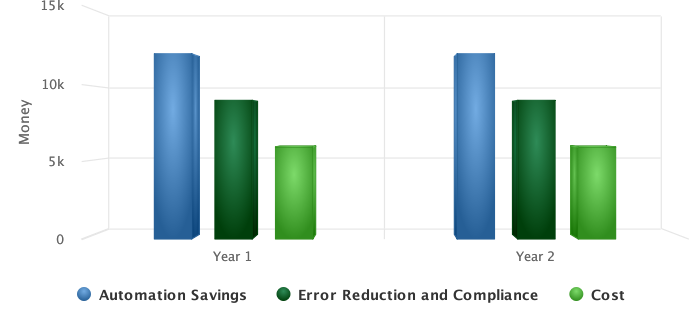 15k
10k
5k
0
Money
Year 1
Year 2
Automation Savings
Error Reduction and Compliance
Cost